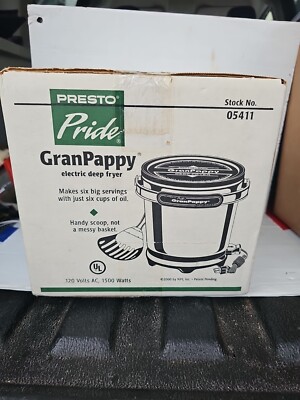 PRESTO®
Pride®
Stock No.
05411
GranPappy®
electric deep fryer
Makes six big servings
with just six cups of oil.
Handy scoop, not
a messy basket.
GranPappy
UL
120 Volts AC, 1500 Watts